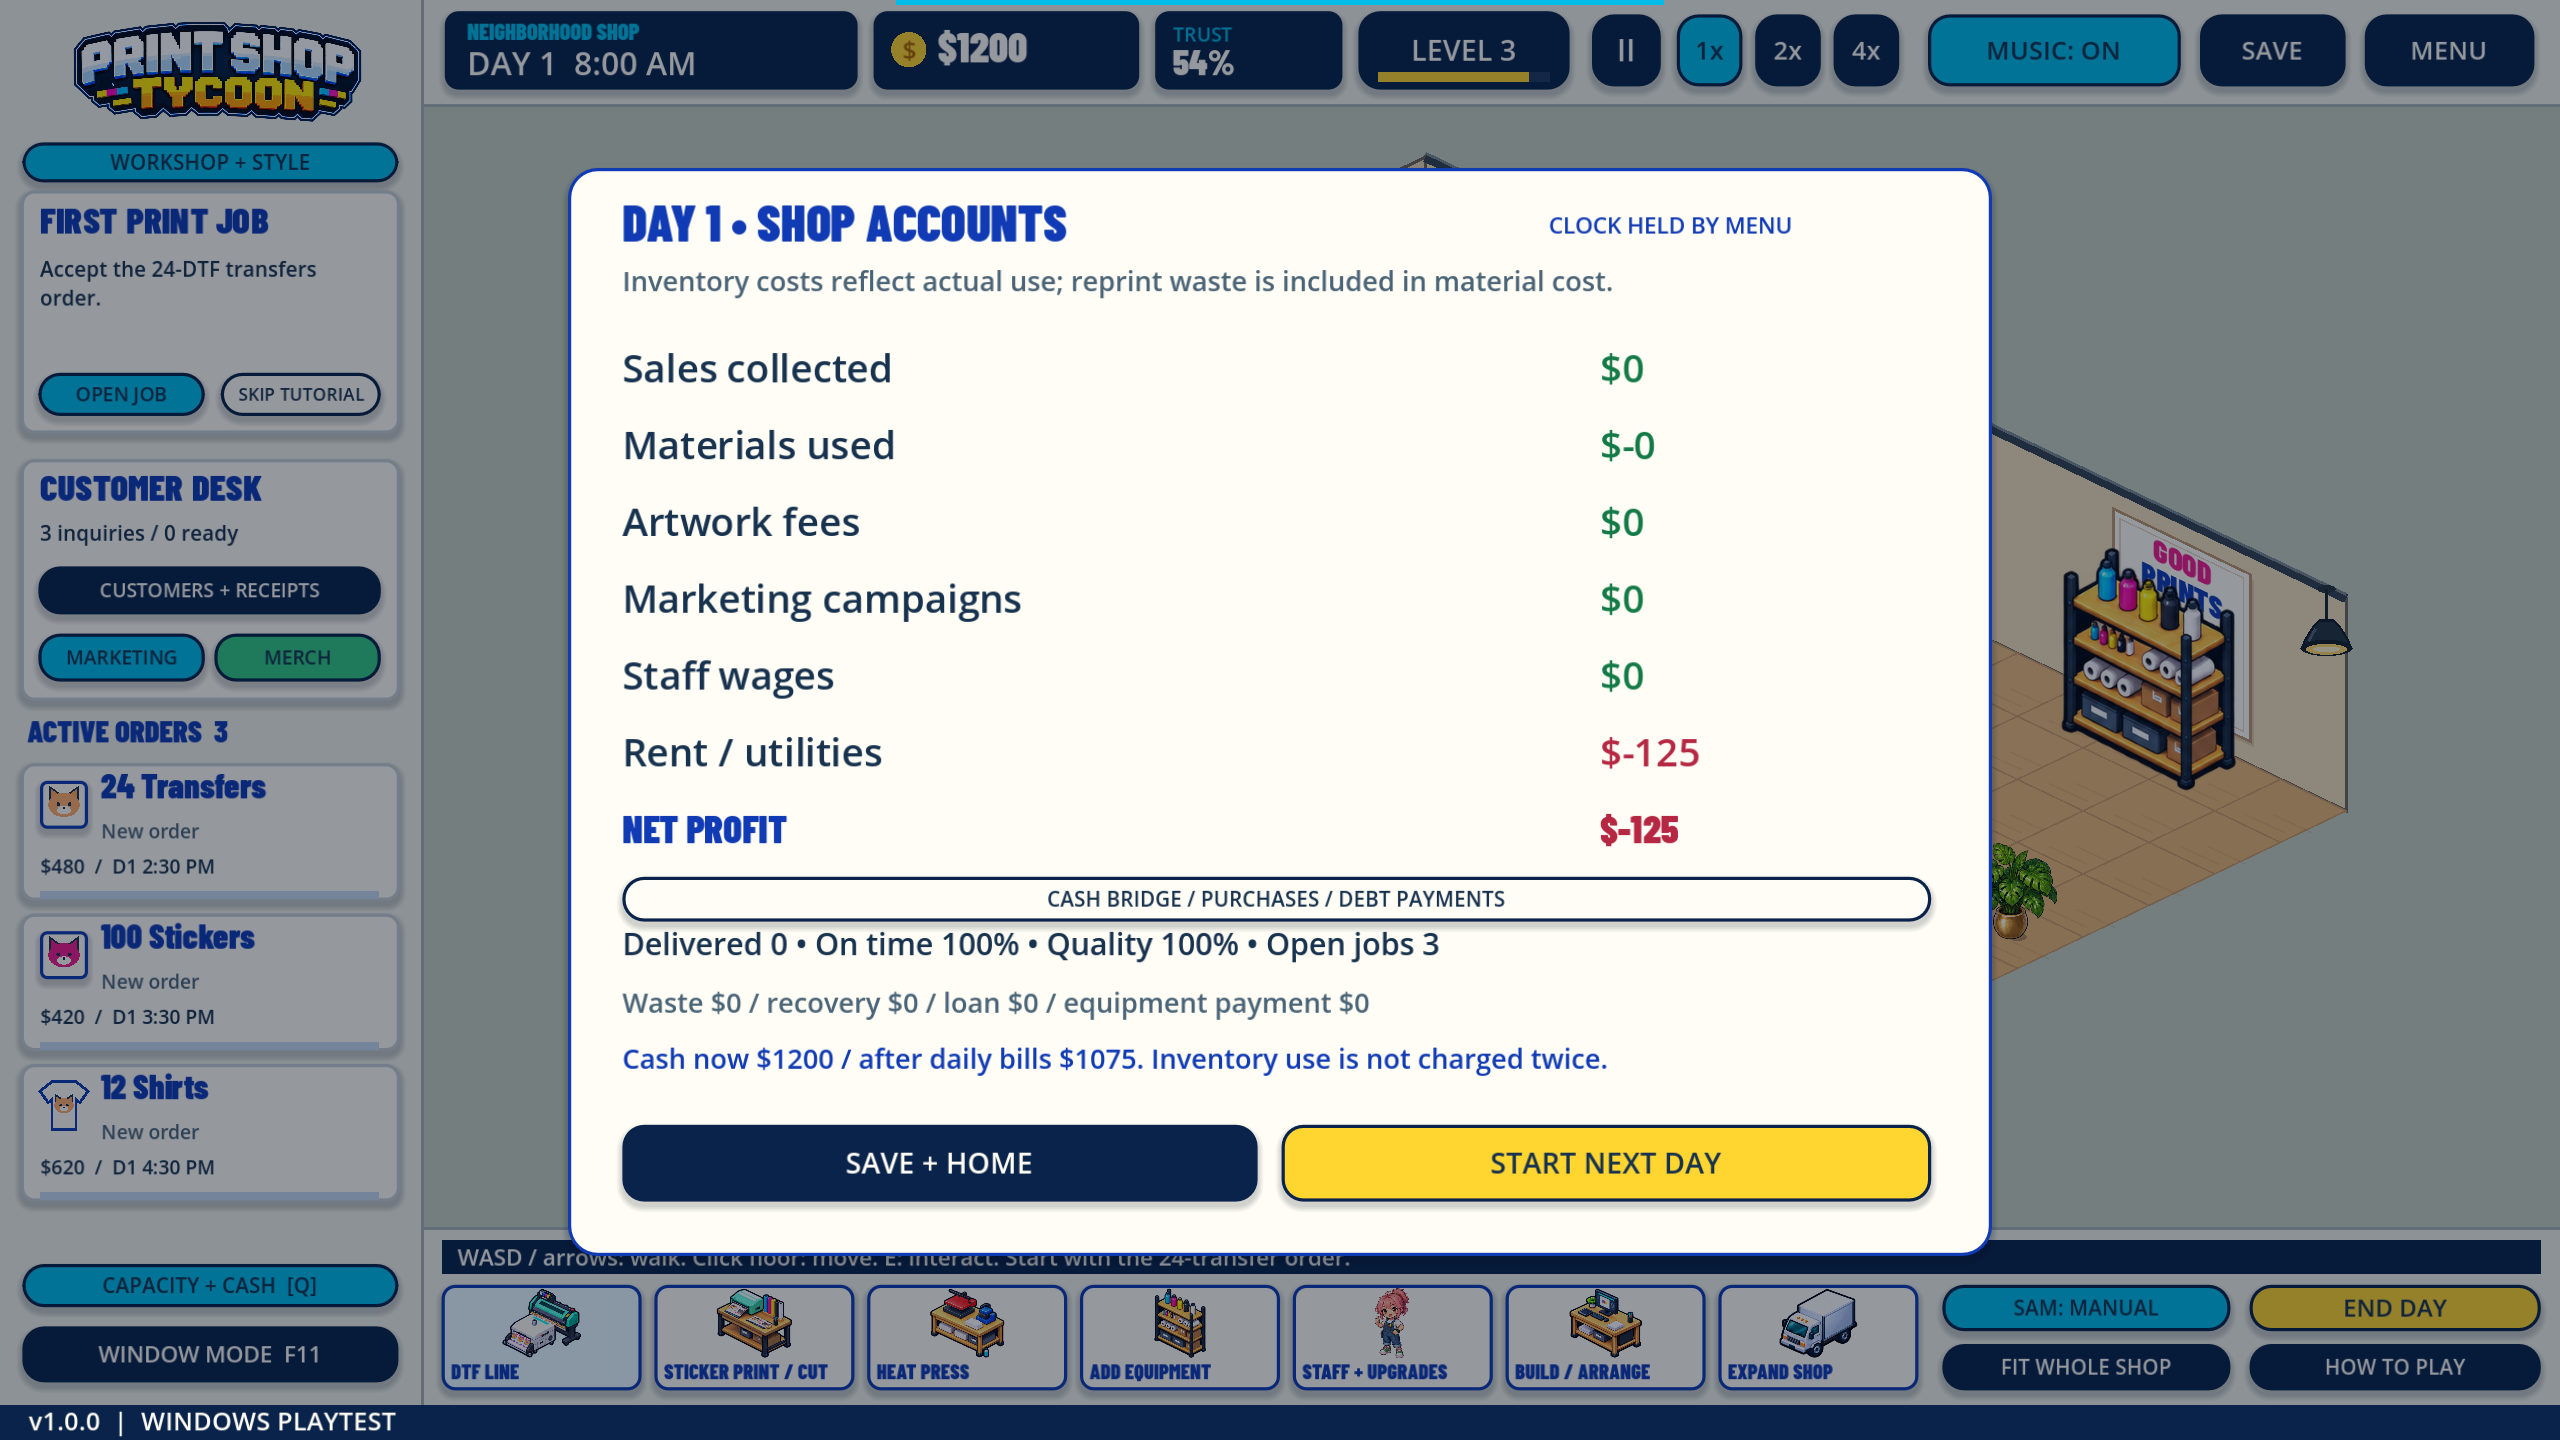 PRINT SHOP
TYCOON
NEIGHBORHOOD SHOP
DAY 1 8:00 AM
$ $1200
TRUST
54%
LEVEL 3
1x
2x
4x
MUSIC: ON
SAVE
MENU
WORKSHOP + STYLE
FIRST PRINT JOB
Accept the 24-DTF transfers
order.
OPEN JOB
SKIP TUTORIAL
CUSTOMER DESK
3 inquiries / 0 ready
CUSTOMERS + RECEIPTS
MARKETING
MERCH
ACTIVE ORDERS 3
24 Transfers
New order
$480 / D1 2:30 PM
100 Stickers
New order
$420 / D1 3:30 PM
12 Shirts
New order
$620 / D1 4:30 PM
CAPACITY + CASH [Q]
WINDOW MODE F11
DAY 1 • SHOP ACCOUNTS
CLOCK HELD BY MENU
Inventory costs reflect actual use; reprint waste is included in material cost.
Sales collected $0
Materials used $-0
Artwork fees $0
Marketing campaigns $0
Staff wages $0
Rent / utilities $-125
NET PROFIT $-125
CASH BRIDGE / PURCHASES / DEBT PAYMENTS
Delivered 0 • On time 100% • Quality 100% • Open jobs 3
Waste $0 / recovery $0 / loan $0 / equipment payment $0
Cash now $1200 / after daily bills $1075. Inventory use is not charged twice.
SAVE + HOME
START NEXT DAY
GOOD
PRINTS
WASD / arrows: walk. Click floor: move. E: interact. Start with the 24-transfer order.
DTF LINE
STICKER PRINT / CUT
HEAT PRESS
ADD EQUIPMENT
STAFF + UPGRADES
BUILD / ARRANGE
EXPAND SHOP
SAM: MANUAL
END DAY
FIT WHOLE SHOP
HOW TO PLAY
v1.0.0 | WINDOWS PLAYTEST